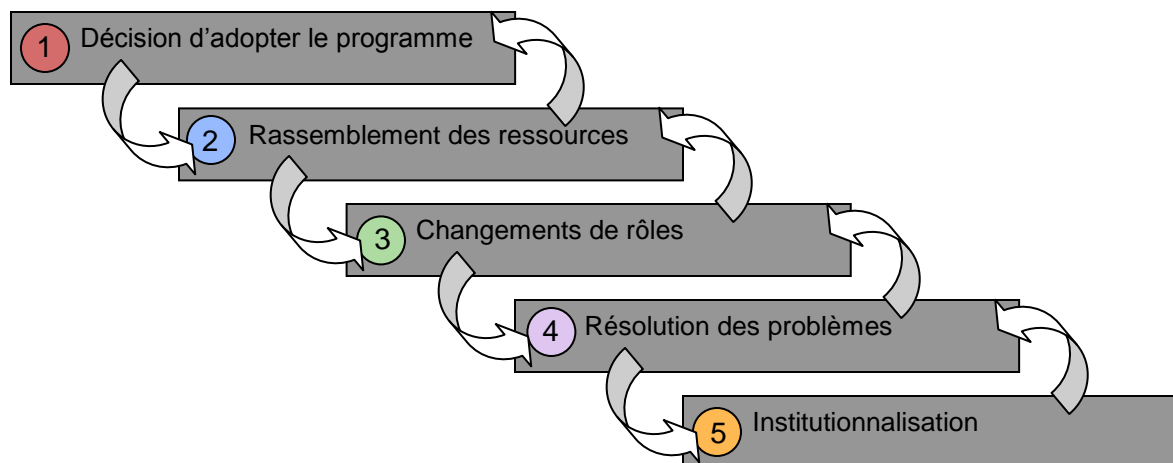 1 Décision d’adopter le programme
2 Rassemblement des ressources
3 Changements de rôles
4 Résolution des problèmes
5 Institutionnalisation